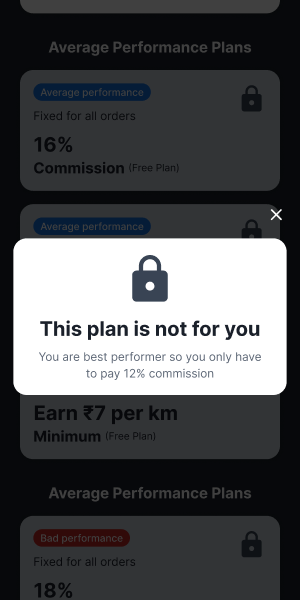 Average Performance Plans
Average performance
Fixed for all orders
16%
Commission (Free Plan)
Average performance
This plan is not for you
You are best performer so you only have
to pay 12% commission
Earn ₹7 per km
Minimum (Free Plan)
Average Performance Plans
Bad performance
Fixed for all orders
18%